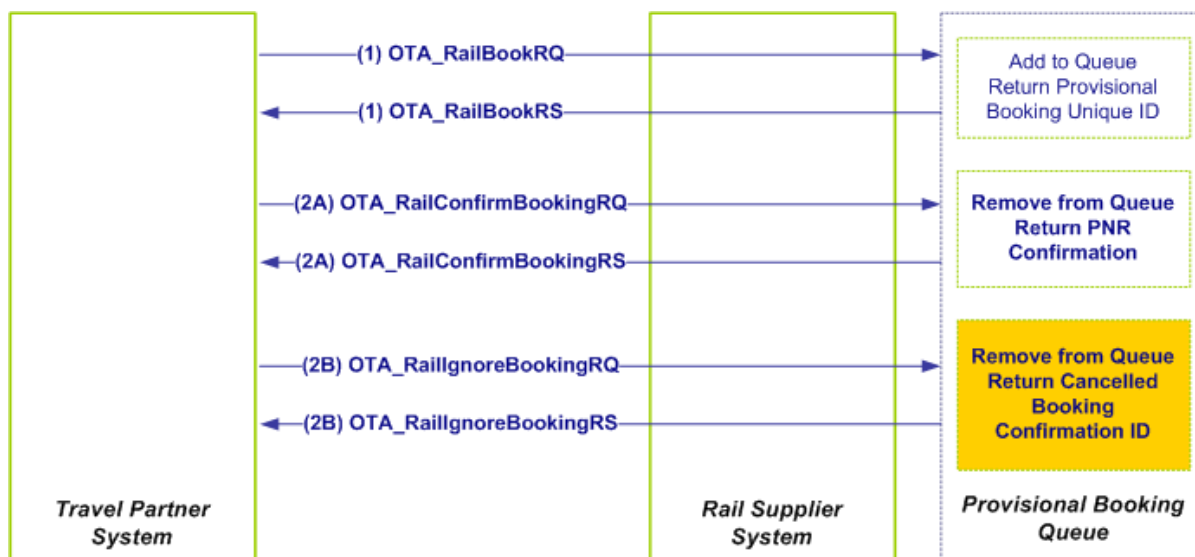 (1) OTA_RailBookRQ
Add to Queue
Return Provisional
Booking Unique ID
(1) OTA_RailBookRS
(2A) OTA_RailConfirmBookingRQ
Remove from Queue
Return PNR
Confirmation
(2A) OTA_RailConfirmBookingRS
(2B) OTA_RailIgnoreBookingRQ
Remove from Queue
Return Cancelled
Booking
Confirmation ID
(2B) OTA_RailIgnoreBookingRS
Travel Partner
System
Rail Supplier
System
Provisional Booking
Queue